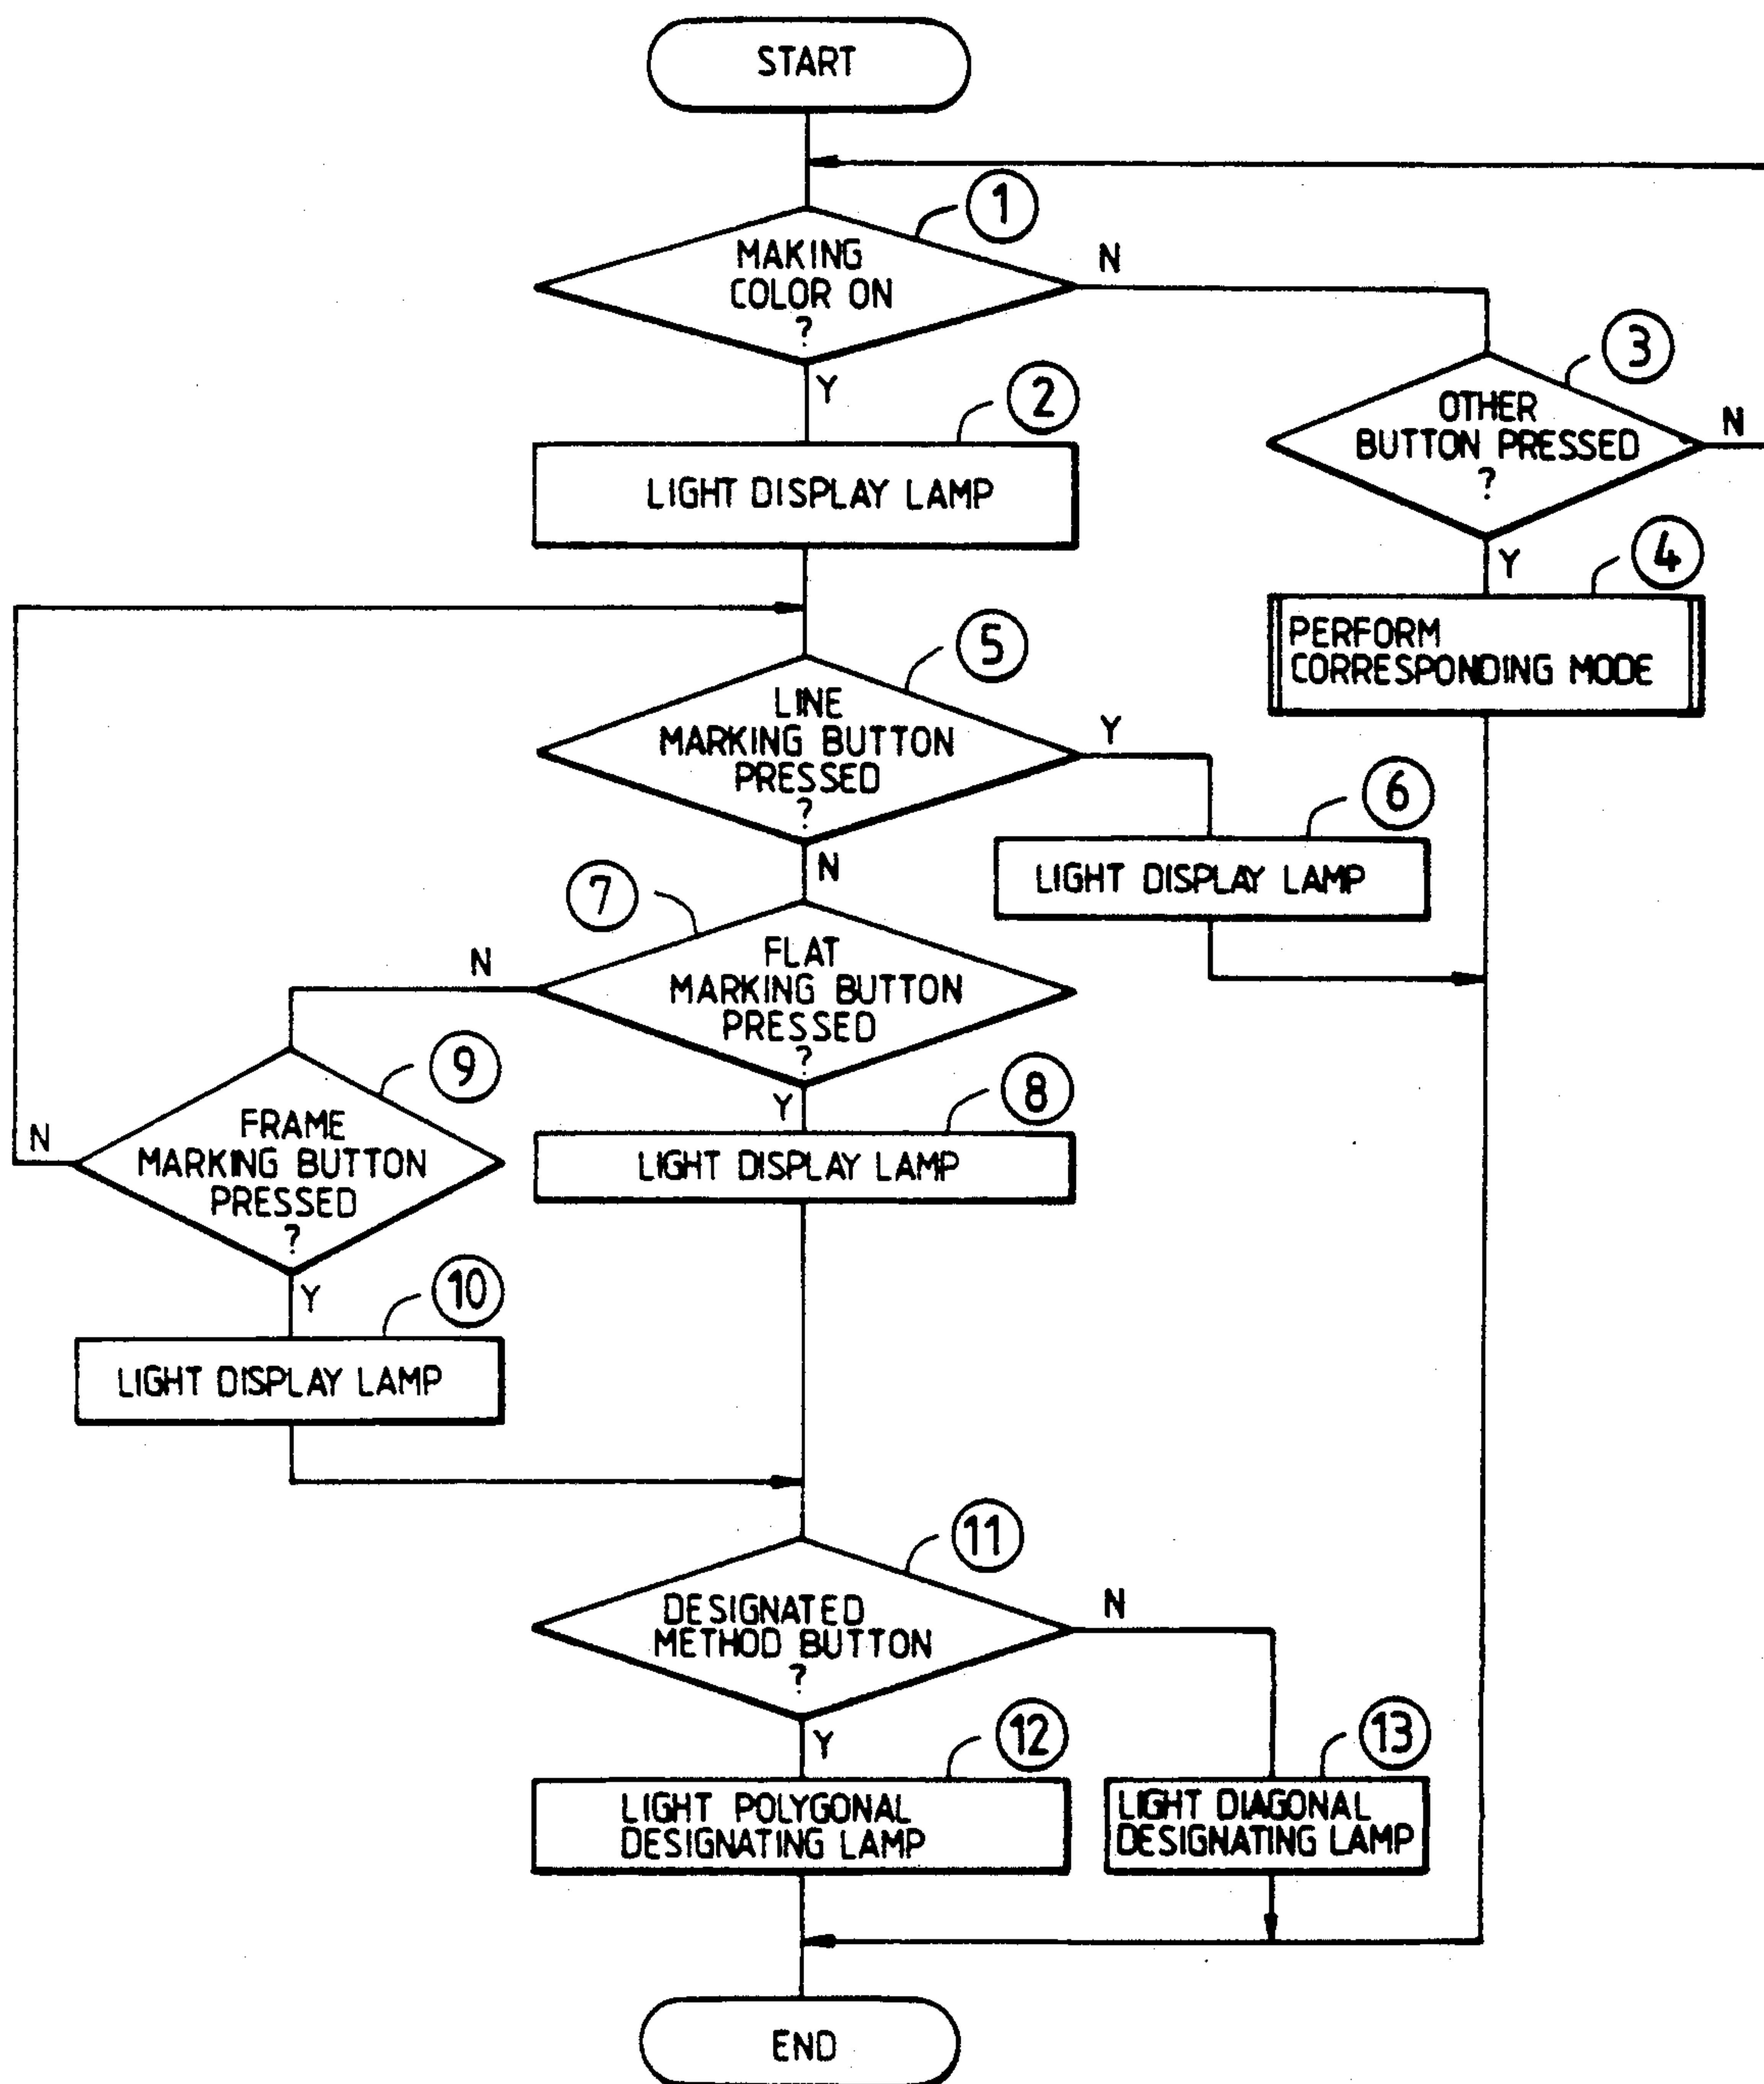 START
1
MAKING
COLOR ON
?
N
Y
2
LIGHT DISPLAY LAMP
3
OTHER
BUTTON PRESSED
?
N
Y
4
PERFORM
CORRESPONDING MODE
5
LINE
MARKING BUTTON
PRESSED
?
Y
N
6
LIGHT DISPLAY LAMP
7
FLAT
MARKING BUTTON
PRESSED
?
N
Y
8
LIGHT DISPLAY LAMP
9
FRAME
MARKING BUTTON
PRESSED
?
N
Y
10
LIGHT DISPLAY LAMP
11
DESIGNATED
METHOD BUTTON
?
N
Y
12
LIGHT POLYGONAL
DESIGNATING LAMP
13
LIGHT DIAGONAL
DESIGNATING LAMP
END